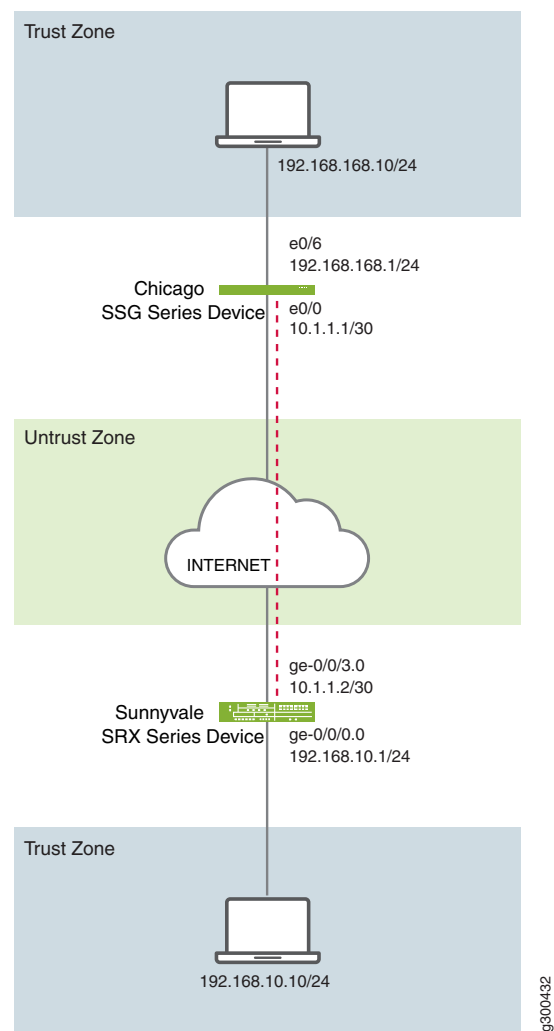 Trust Zone
192.168.168.10/24
e0/6
192.168.168.1/24
Chicago
SSG Series Device
e0/0
10.1.1.1/30
Untrust Zone
INTERNET
ge-0/0/3.0
10.1.1.2/30
Sunnyvale
SRX Series Device
ge-0/0/0.0
192.168.10.1/24
Trust Zone
192.168.10.10/24
g300432